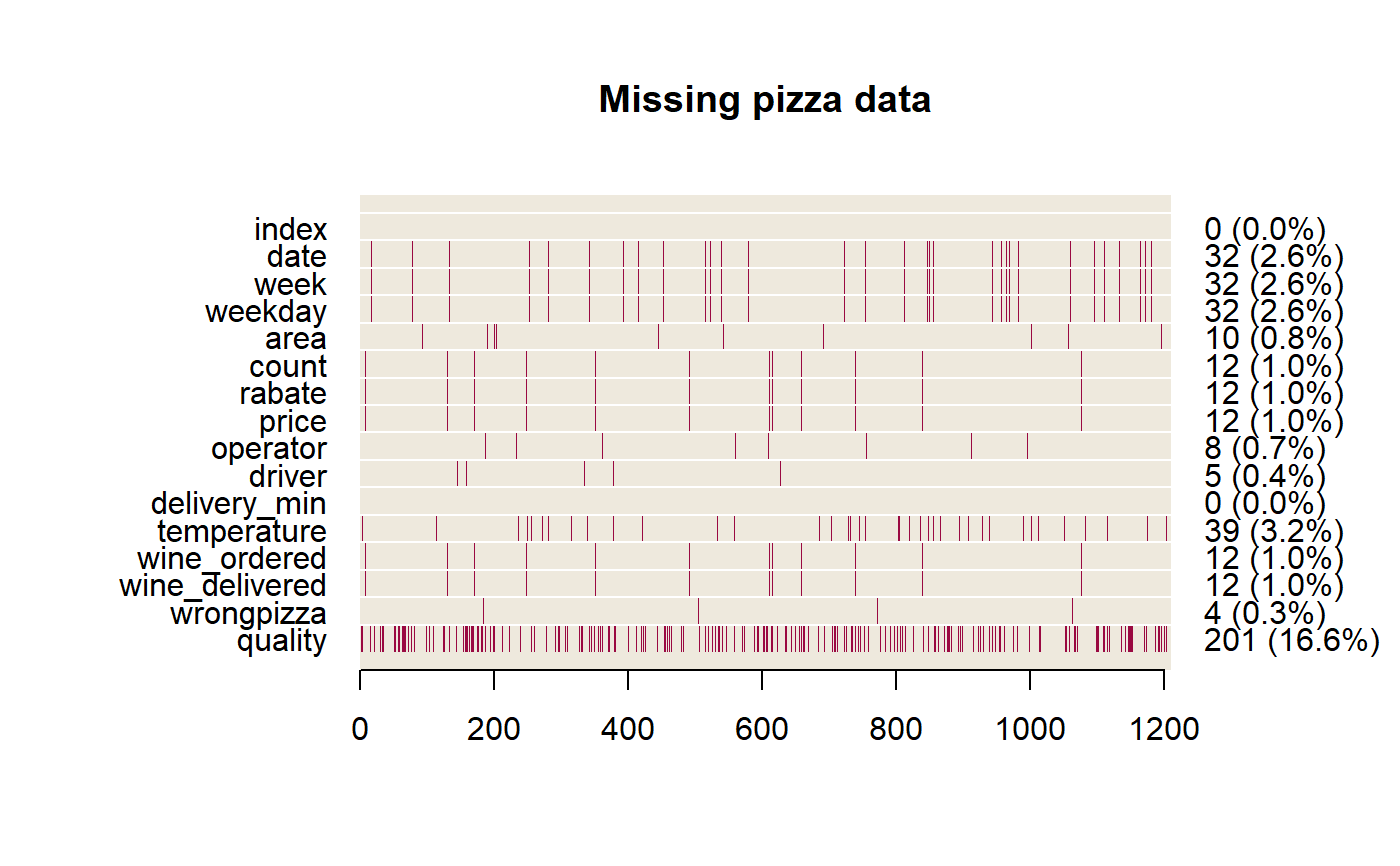 Missing pizza data
index 0 (0.0%)
date 32 (2.6%)
week 32 (2.6%)
weekday 32 (2.6%)
area 10 (0.8%)
count 12 (1.0%)
rabate 12 (1.0%)
price 12 (1.0%)
operator 8 (0.7%)
driver 5 (0.4%)
delivery_min 0 (0.0%)
temperature 39 (3.2%)
wine_ordered 12 (1.0%)
wine_delivered 12 (1.0%)
wrongpizza 4 (0.3%)
quality 201 (16.6%)
0 200 400 600 800 1000 1200